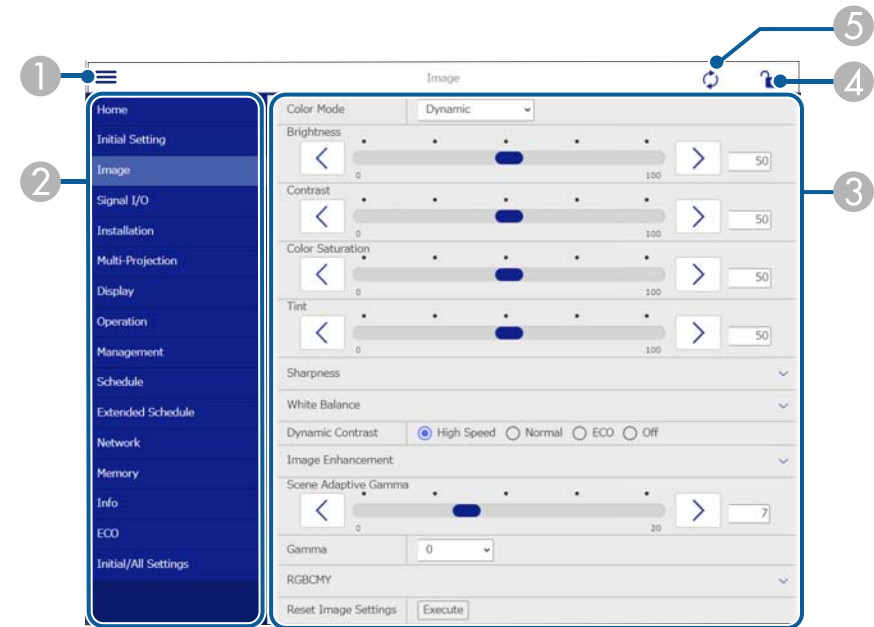 5
1
Image
4
Home
Initial Setting
Image
Signal I/O
Installation
Multi-Projection
Display
Operation
Management
Schedule
Extended Schedule
Network
Memory
Info
ECO
Initial/All Settings
2
Color Mode Dynamic
Brightness
0 100 50
Contrast
0 100 50
Color Saturation
0 100 50
Tint
0 100 50
Sharpness
White Balance
Dynamic Contrast High Speed Normal ECO Off
Image Enhancement
Scene Adaptive Gamma
0 20 7
Gamma 0
RGBCMY
Reset Image Settings Execute
3